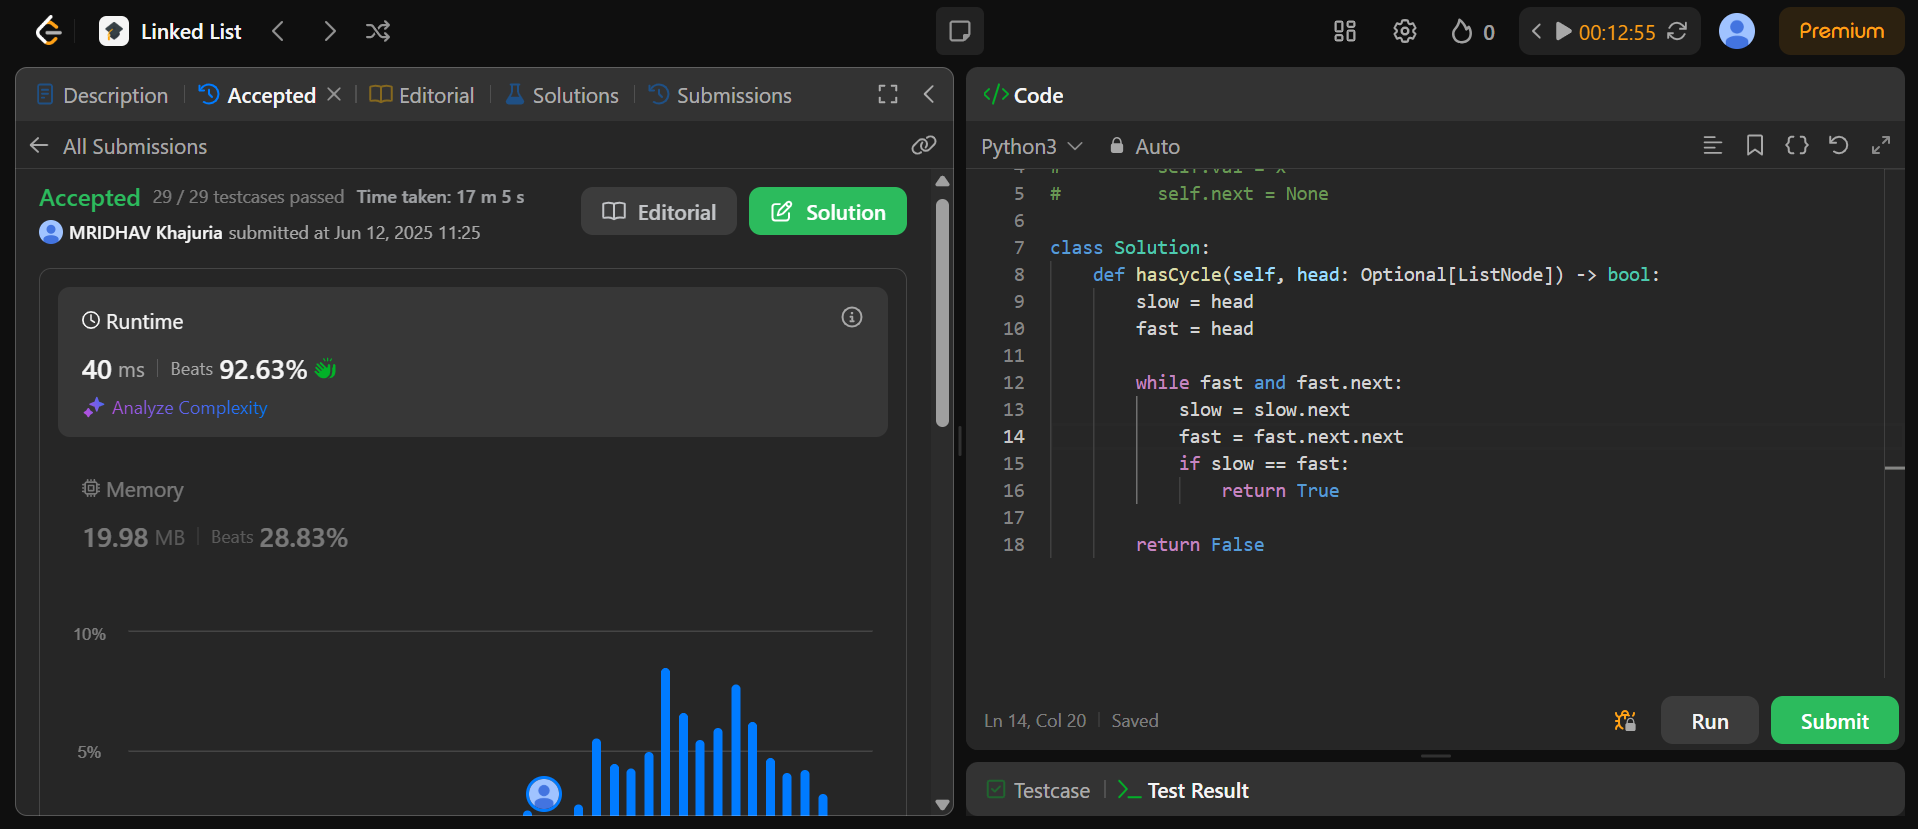 Linked List
0
00:12:55
Premium
Description
Accepted
Editorial
Solutions
Submissions
All Submissions
Accepted 29 / 29 testcases passed Time taken: 17 m 5 s
MRIDHAV Khajuria submitted at Jun 12, 2025 11:25
Editorial
Solution
Runtime
40 ms Beats 92.63%
Analyze Complexity
Memory
19.98 MB Beats 28.83%
10%
5%
</> Code
Python3
Auto
4 # self.val = x
5 # self.next = None
6
7 class Solution:
8 def hasCycle(self, head: Optional[ListNode]) -> bool:
9 slow = head
10 fast = head
11
12 while fast and fast.next:
13 slow = slow.next
14 fast = fast.next.next
15 if slow == fast:
16 return True
17
18 return False
Ln 14, Col 20 Saved
Run
Submit
Testcase
Test Result